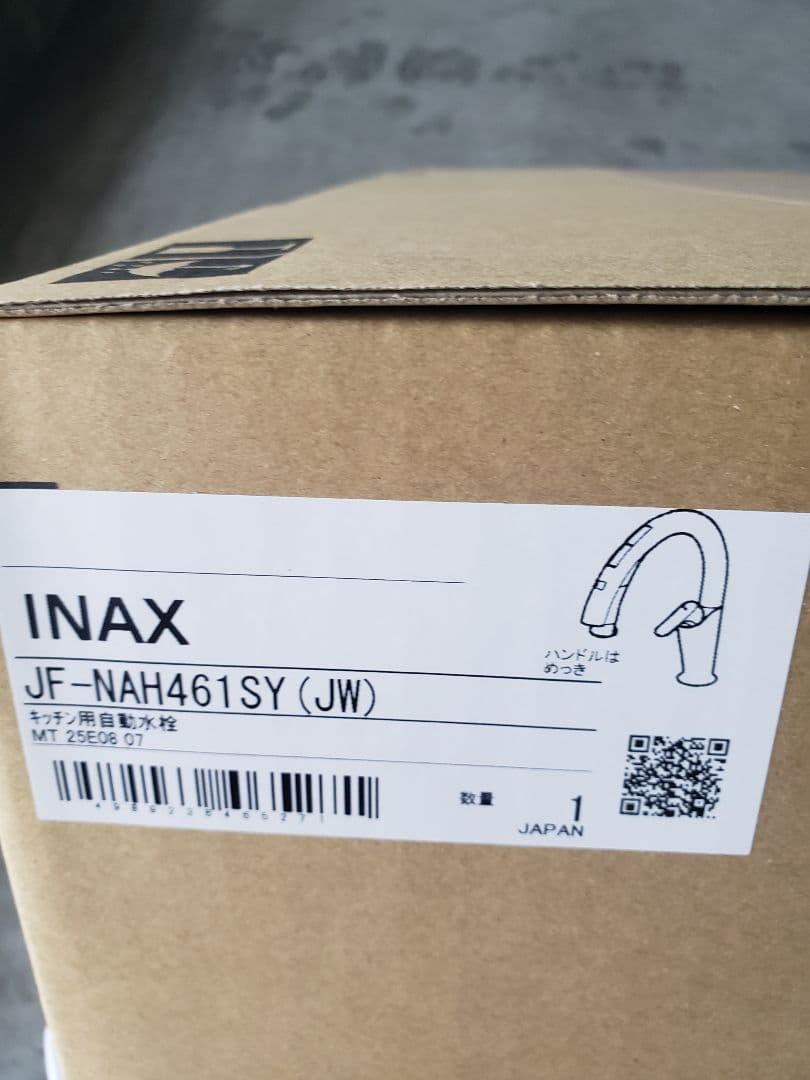 INAX
JF-NAH461SY(JW)
キッチン用自動水栓
MT 25E08 07
ハンドルは
めっき
数量 1
JAPAN